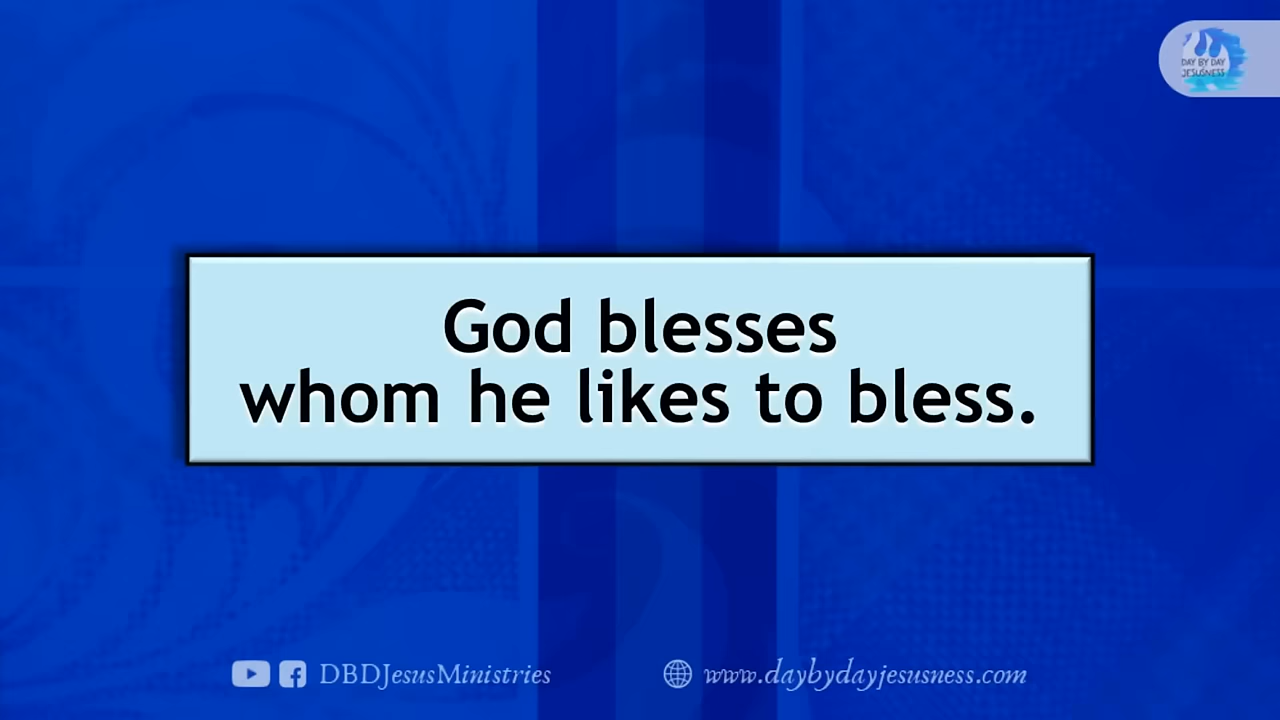 DAY BY DAY
JESUSNESS
God blesses
whom he likes to bless.
DBDJesusMinistries
www.daybydayjesusness.com